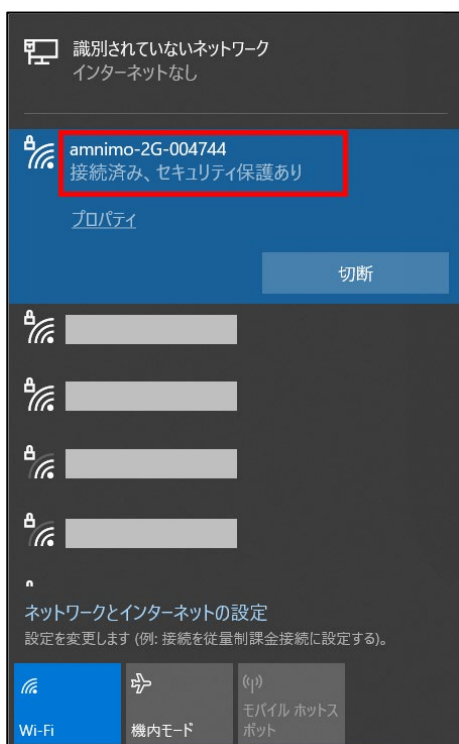 識別されていないネットワーク
インターネットなし
amnimo-2G-004744
接続済み、セキュリティ保護あり
プロパティ
切断
ネットワークとインターネットの設定
設定を変更します (例: 接続を従量制課金接続に設定する)。
Wi-Fi
機内モード
モバイル ホットス
ポット